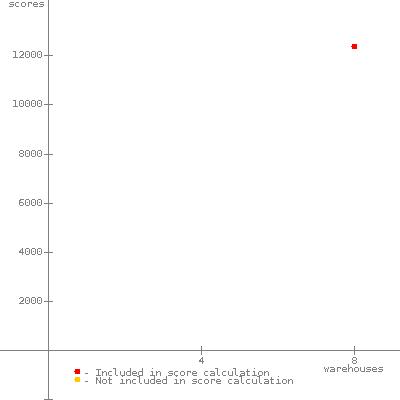 scores
12000
10000
8000
6000
4000
2000
4 8
warehouses
- Included in score calculation
- Not included in score calculation